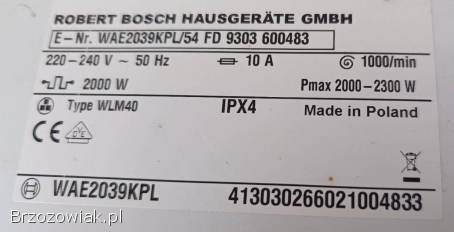 ROBERT BOSCH HAUSGERÄTE GMBH
E-Nr. WAE2039KPL/54 FD 9303 600483
220-240 V ~ 50 Hz 10 A 1000/min
2000 W Pmax 2000-2300 W
Type WLM40 IPX4 Made in Poland
CE
WAE2039KPL 413030266021004833
Brzozowiak.pl